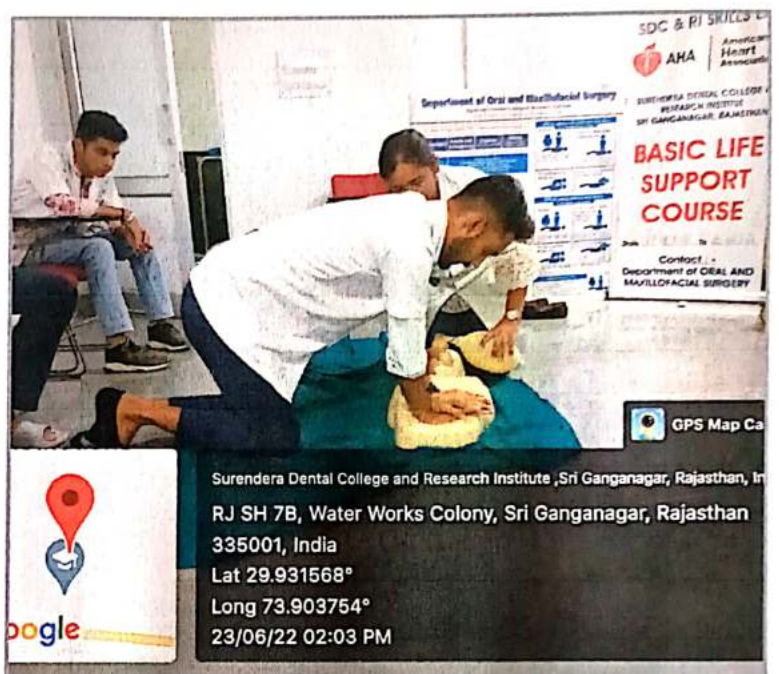 SDC & RI SKILLS
AHA
American
Heart
Association
SURENDERA DENTAL COLLEGE
RESEARCH INSTITUTE
SRI GANGANAGAR, RAJASTHAN
BASIC LIFE
SUPPORT
COURSE
Contact :-
Department of ORAL AND
MAXILLOFACIAL SURGERY
Department of Oral and Maxillofacial Surgery
GPS Map Ca
Surendera Dental College and Research Institute ,Sri Ganganagar, Rajasthan, In
RJ SH 7B, Water Works Colony, Sri Ganganagar, Rajasthan
335001, India
Lat 29.931568°
Long 73.903754°
23/06/22 02:03 PM
oogle